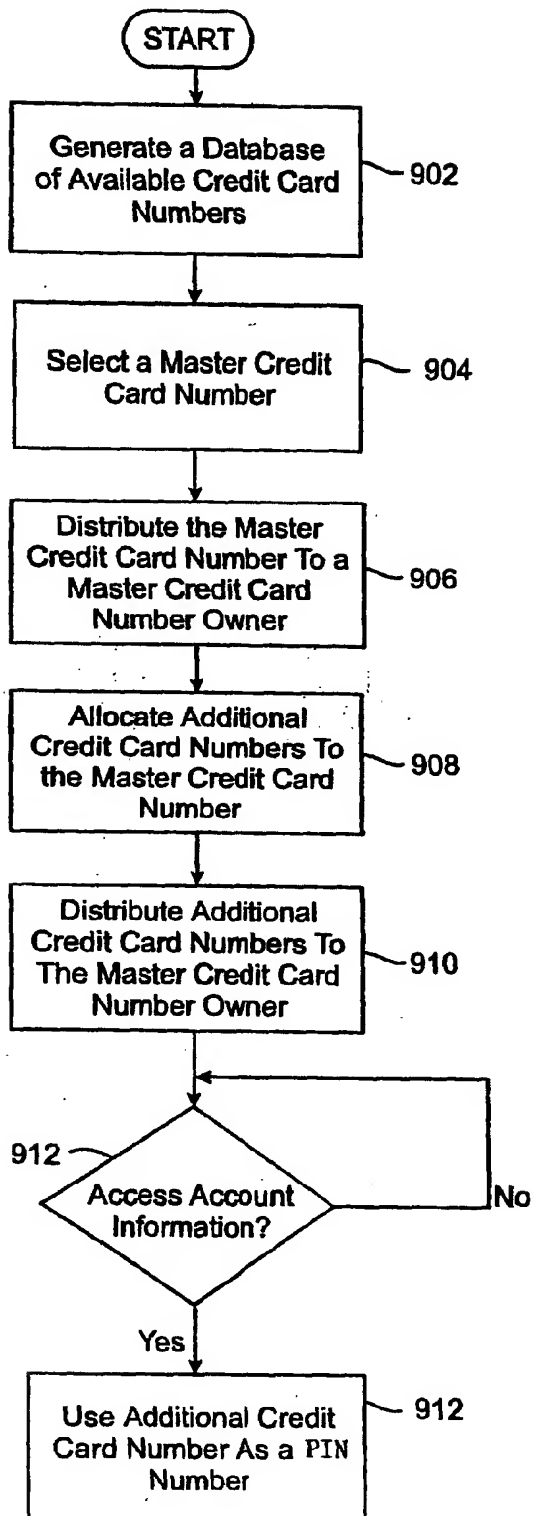 START
Generate a Database
of Available Credit Card
Numbers
902
Select a Master Credit
Card Number
904
Distribute the Master
Credit Card Number To a
Master Credit Card
Number Owner
906
Allocate Additional
Credit Card Numbers To
the Master Credit Card
Number
908
Distribute Additional
Credit Card Numbers To
The Master Credit Card
Number Owner
910
912
Access Account
Information?
No
Yes
Use Additional Credit
Card Number As a PIN
Number
912